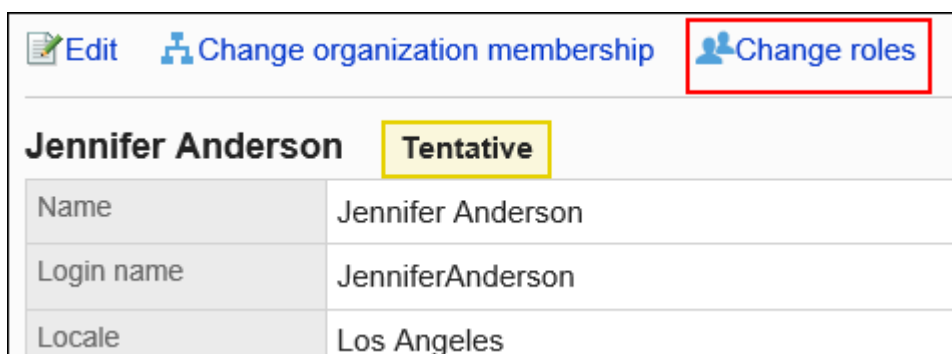 Edit Change organization membership Change roles
Jennifer Anderson Tentative
Name Jennifer Anderson
Login name JenniferAnderson
Locale Los Angeles